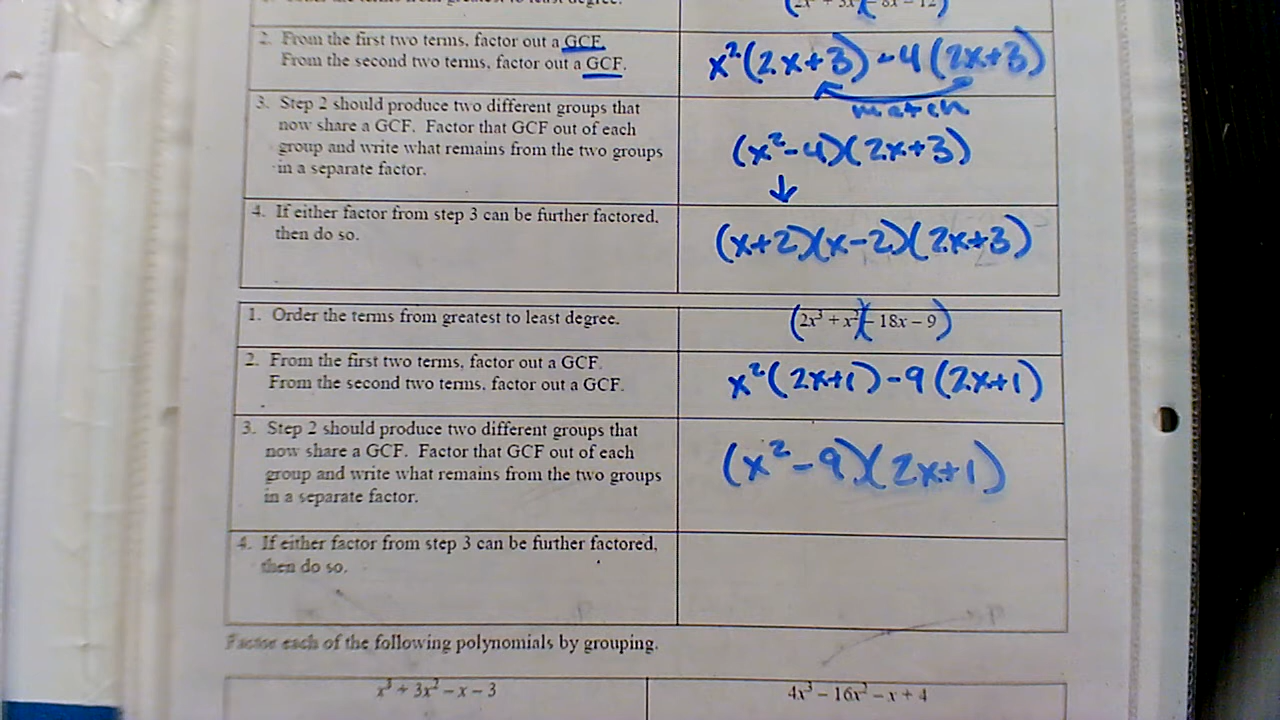 2. From the first two terms, factor out a GCF.
From the second two terms, factor out a GCF.
x²(2x+3) -4(2x+3)
match
3. Step 2 should produce two different groups that
now share a GCF. Factor that GCF out of each
group and write what remains from the two groups
in a separate factor.
(x²-4)(2x+3)
4. If either factor from step 3 can be further factored,
then do so.
(x+2)(x-2)(2x+3)
1. Order the terms from greatest to least degree.
(2x³ + x²)(- 18x - 9)
2. From the first two terms, factor out a GCF.
From the second two terms, factor out a GCF.
x²(2x+1) -9(2x+1)
3. Step 2 should produce two different groups that
now share a GCF. Factor that GCF out of each
group and write what remains from the two groups
in a separate factor.
(x²-9)(2x+1)
4. If either factor from step 3 can be further factored,
then do so.
Factor each of the following polynomials by grouping.
x³ + 3x² - x - 3
4x³ - 16x² - x + 4